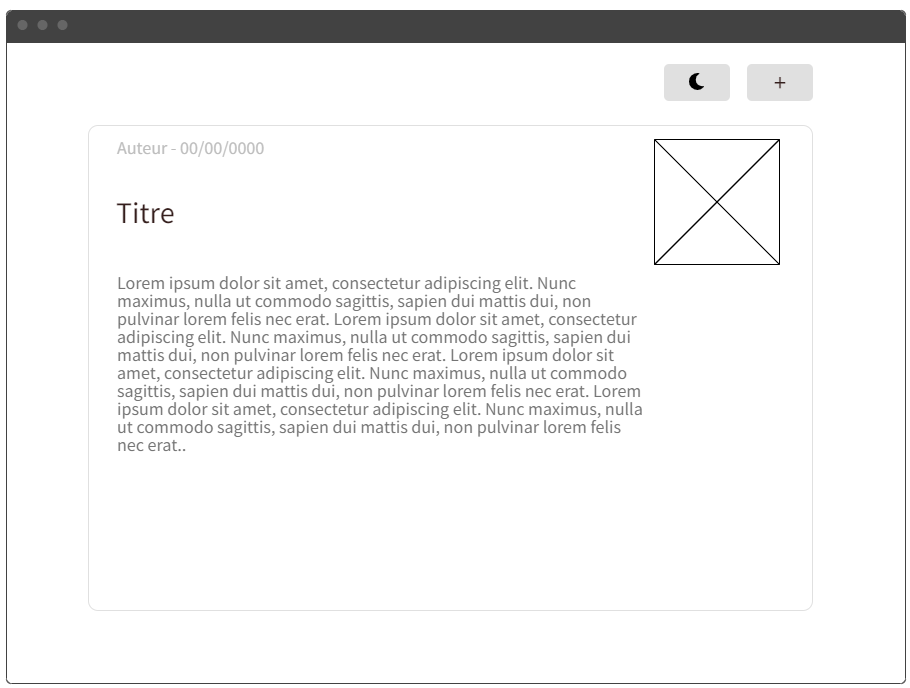 +
Auteur - 00/00/0000
Titre
Lorem ipsum dolor sit amet, consectetur adipiscing elit. Nunc
maximus, nulla ut commodo sagittis, sapien dui mattis dui, non
pulvinar lorem felis nec erat. Lorem ipsum dolor sit amet, consectetur
adipiscing elit. Nunc maximus, nulla ut commodo sagittis, sapien dui
mattis dui, non pulvinar lorem felis nec erat. Lorem ipsum dolor sit
amet, consectetur adipiscing elit. Nunc maximus, nulla ut commodo
sagittis, sapien dui mattis dui, non pulvinar lorem felis nec erat. Lorem
ipsum dolor sit amet, consectetur adipiscing elit. Nunc maximus, nulla
ut commodo sagittis, sapien dui mattis dui, non pulvinar lorem felis
nec erat..